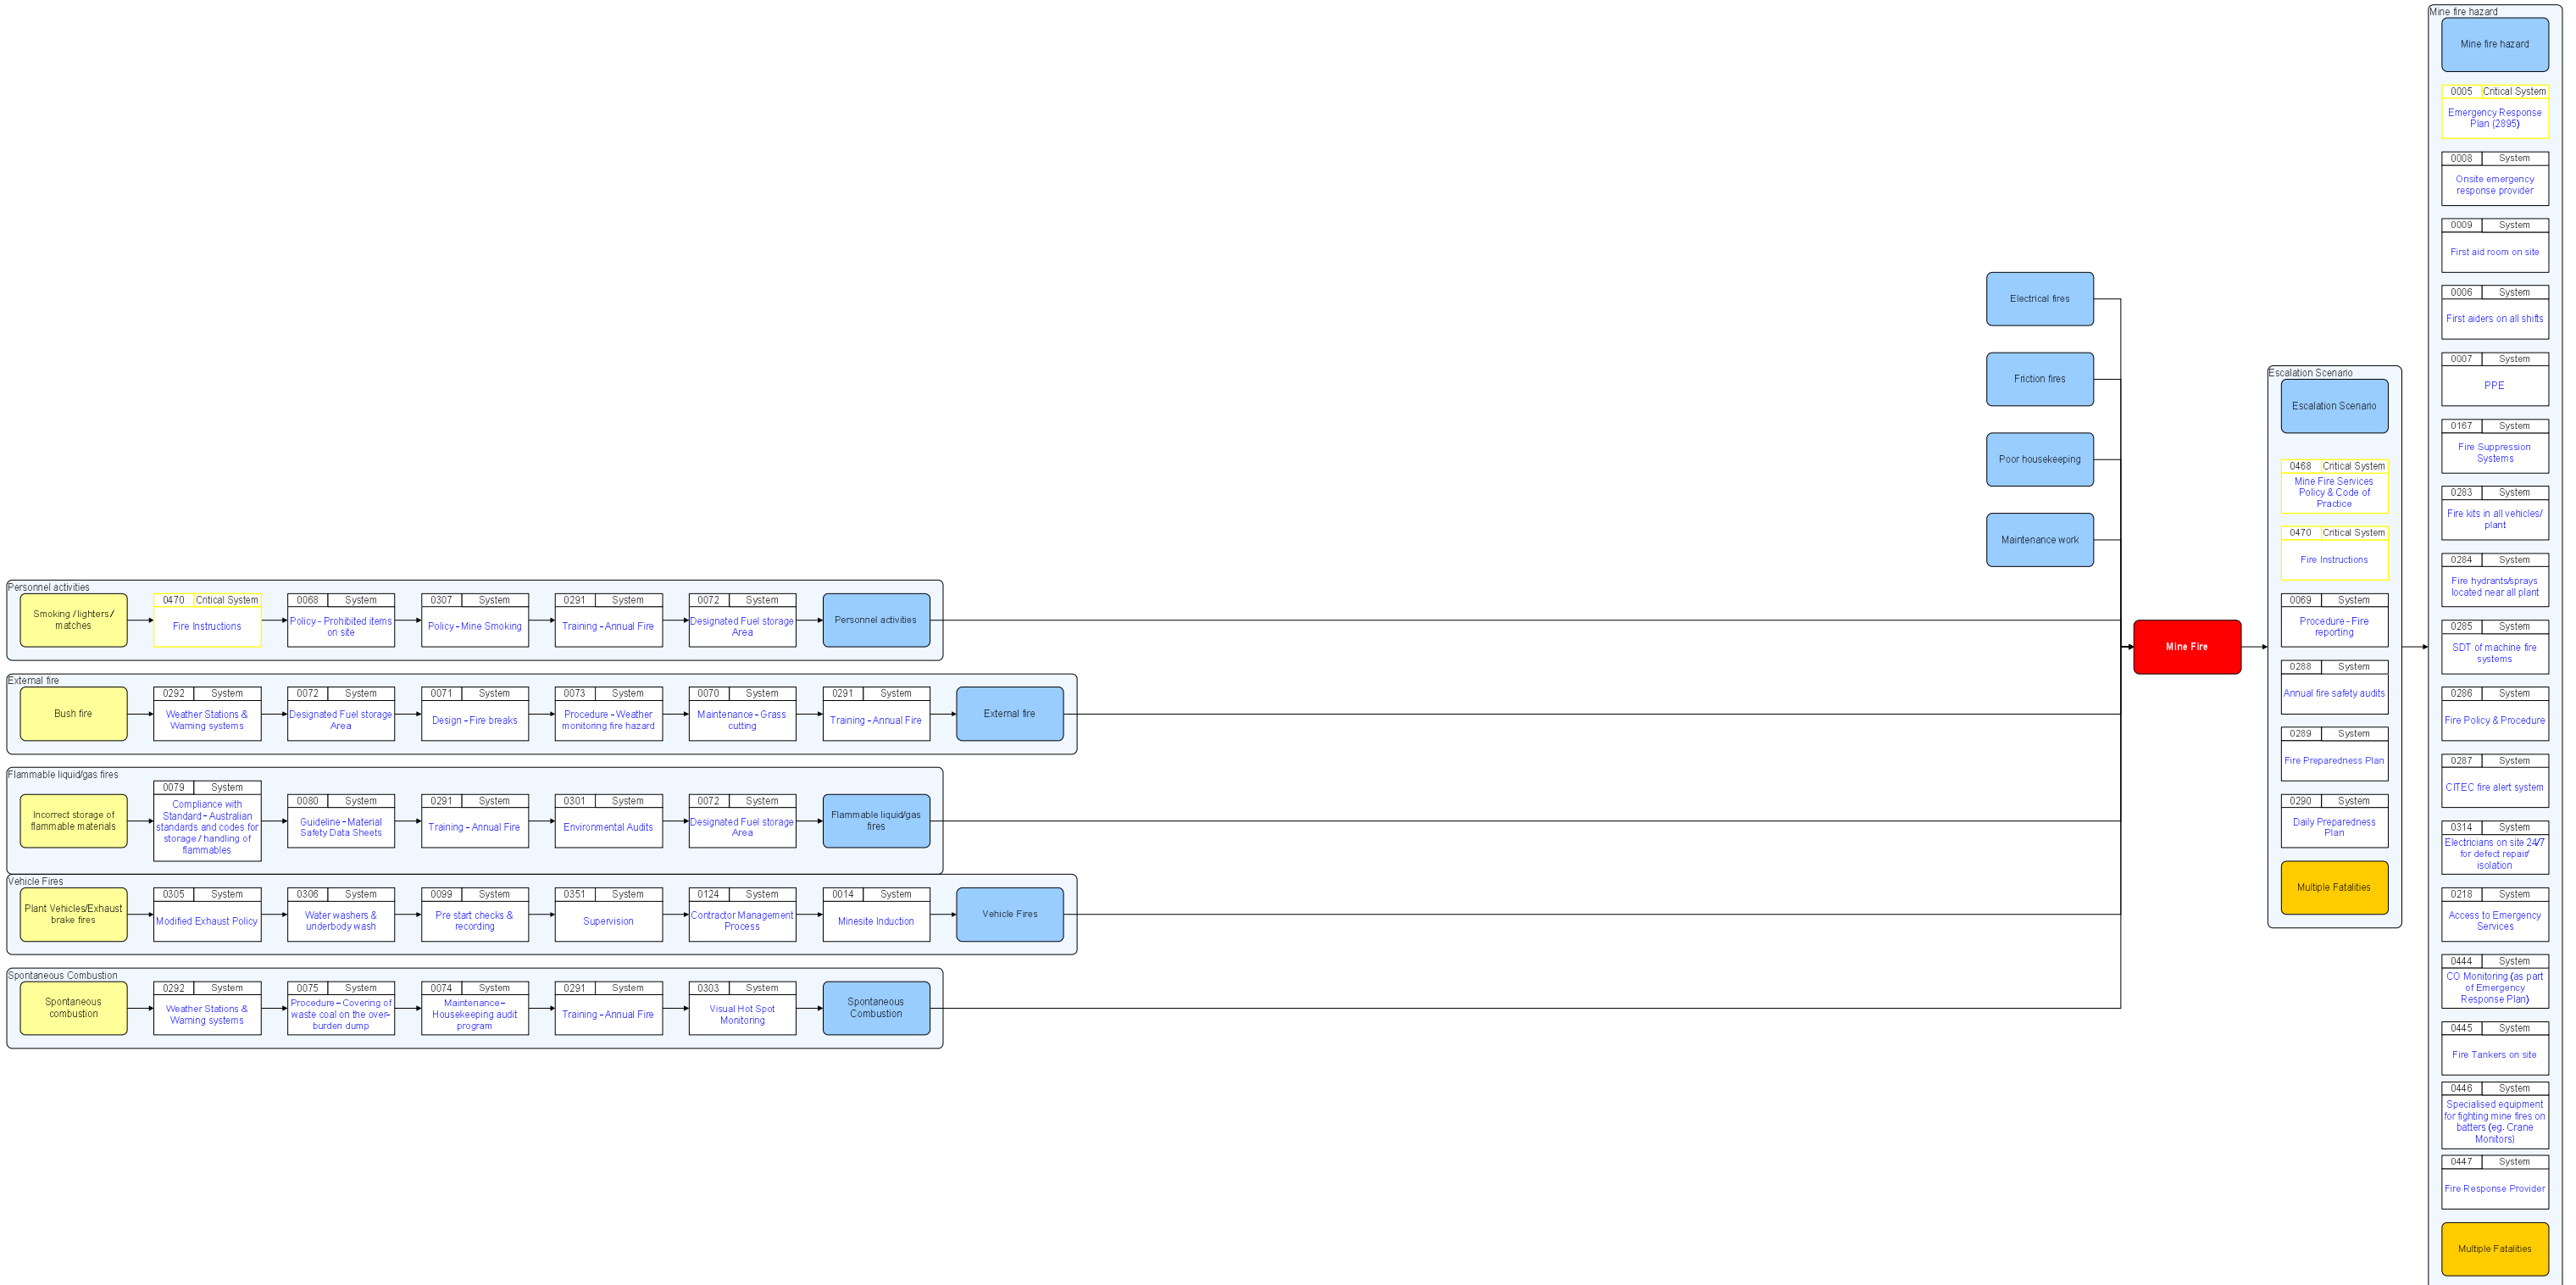 Mine fire hazard
Mine fire hazard
0005 Critical System
Emergency Response
Plan (2895)
0008 System
Onsite emergency
response provider
0009 System
First aid room on site
0006 System
First aiders on all shifts
0007 System
PPE
0167 System
Fire Suppression
Systems
0283 System
Fire kits in all vehicles/
plant
0284 System
Fire hydrants/sprays
located near all plant
0285 System
SDT of machine fire
systems
0286 System
Fire Policy & Procedure
0287 System
CITEC fire alert system
0314 System
Electricians on site 24/7
for defect repair/
isolation
0218 System
Access to Emergency
Services
0444 System
CO Monitoring (as part
of Emergency
Response Plan)
0445 System
Fire Tankers on site
0446 System
Specialised equipment
for fighting mine fires on
batters (eg. Crane
Monitors)
0447 System
Fire Response Provider
Multiple Fatalities
Electrical fires
Friction fires
Poor housekeeping
Maintenance work
Mine Fire
Escalation Scenario
Escalation Scenario
0468 Critical System
Mine Fire Services
Policy & Code of
Practice
0470 Critical System
Fire Instructions
0069 System
Procedure - Fire
reporting
0288 System
Annual fire safety audits
0289 System
Fire Preparedness Plan
0290 System
Daily Preparedness
Plan
Multiple Fatalities
Personnel activities
Smoking / lighters /
matches
0470 Critical System
Fire Instructions
0068 System
Policy - Prohibited items
on site
0307 System
Policy - Mine Smoking
0291 System
Training - Annual Fire
0072 System
Designated Fuel storage
Area
Personnel activities
External fire
Bush fire
0292 System
Weather Stations &
Warning systems
0072 System
Designated Fuel storage
Area
0071 System
Design - Fire breaks
0073 System
Procedure - Weather
monitoring fire hazard
0070 System
Maintenance - Grass
cutting
0291 System
Training - Annual Fire
External fire
Flammable liquid/gas fires
Incorrect storage of
flammable materials
0079 System
Compliance with
Standard - Australian
standards and codes for
storage / handling of
flammables
0080 System
Guideline - Material
Safety Data Sheets
0291 System
Training - Annual Fire
0301 System
Environmental Audits
0072 System
Designated Fuel storage
Area
Flammable liquid/gas
fires
Vehicle Fires
Plant Vehicles/Exhaust
brake fires
0305 System
Modified Exhaust Policy
0306 System
Water washers &
underbody wash
0099 System
Pre start checks &
recording
0351 System
Supervision
0124 System
Contractor Management
Process
0014 System
Minesite Induction
Vehicle Fires
Spontaneous Combustion
Spontaneous
combustion
0292 System
Weather Stations &
Warning systems
0075 System
Procedure - Covering of
waste coal on the over-
burden dump
0074 System
Maintenance -
Housekeeping audit
program
0291 System
Training - Annual Fire
0303 System
Visual Hot Spot
Monitoring
Spontaneous
Combustion